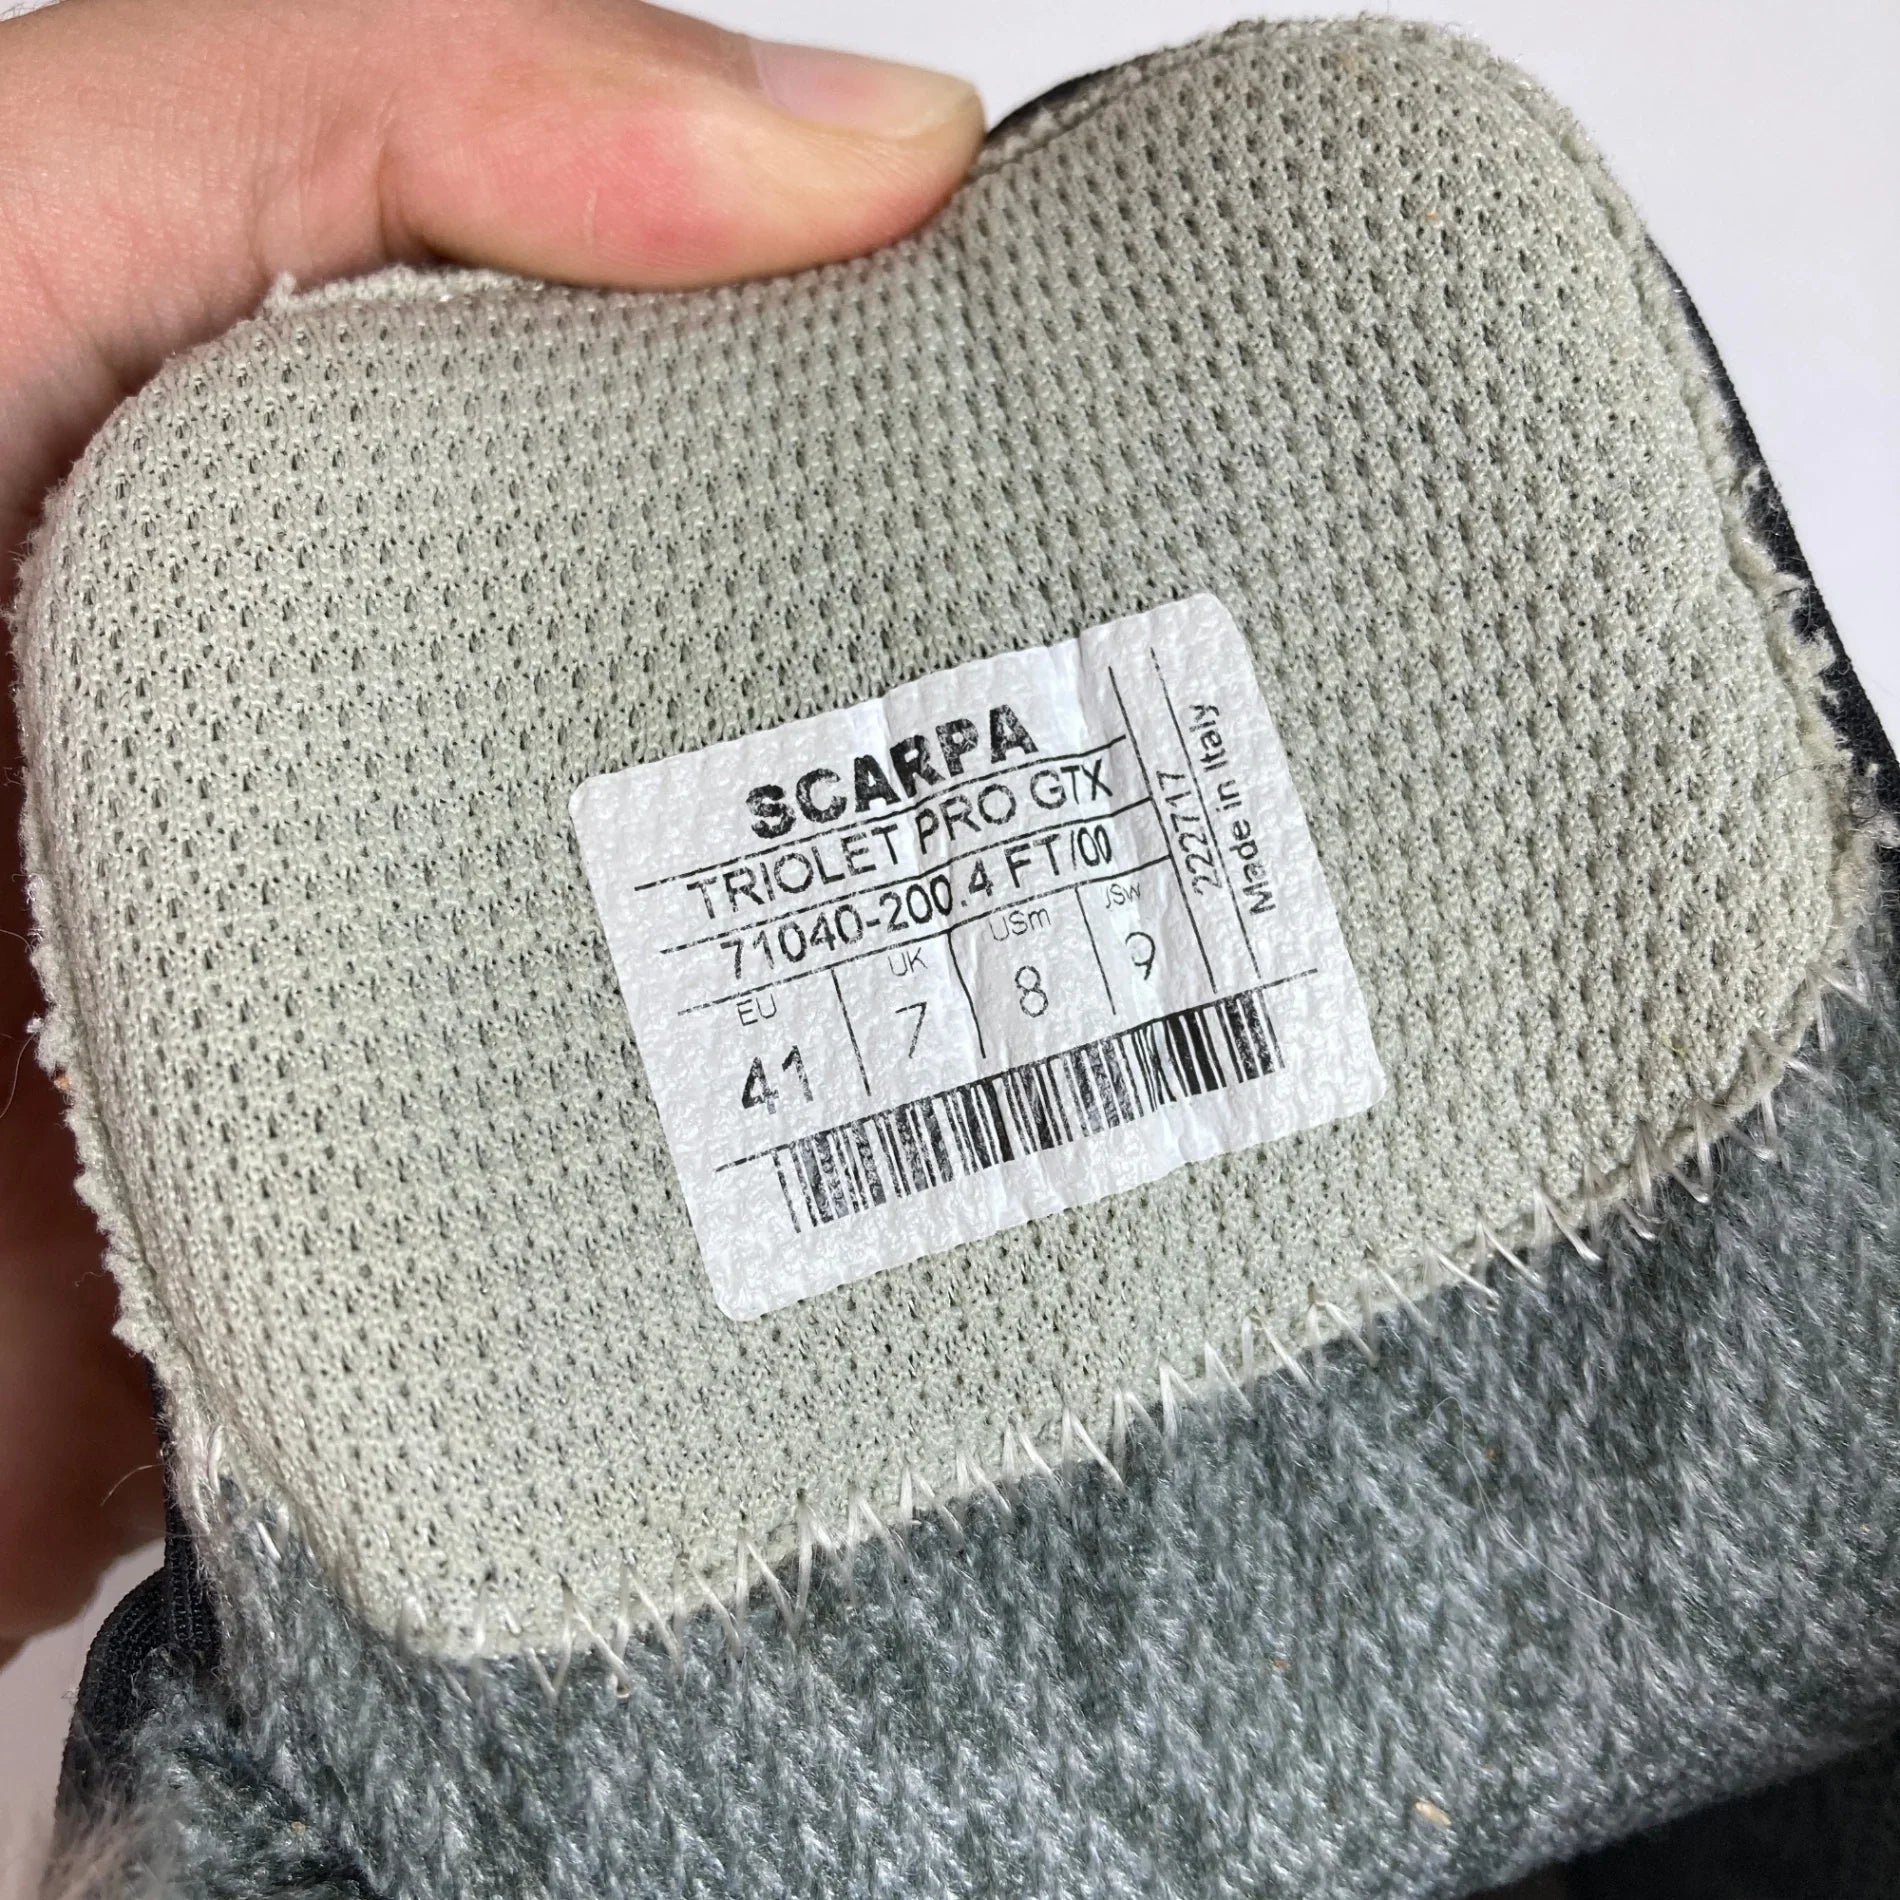 SCARPA
TRIOLET PRO GTX
71040-200.4 FT/00
EU UK USm USw
41 7 8 9
222717
Made in Italy